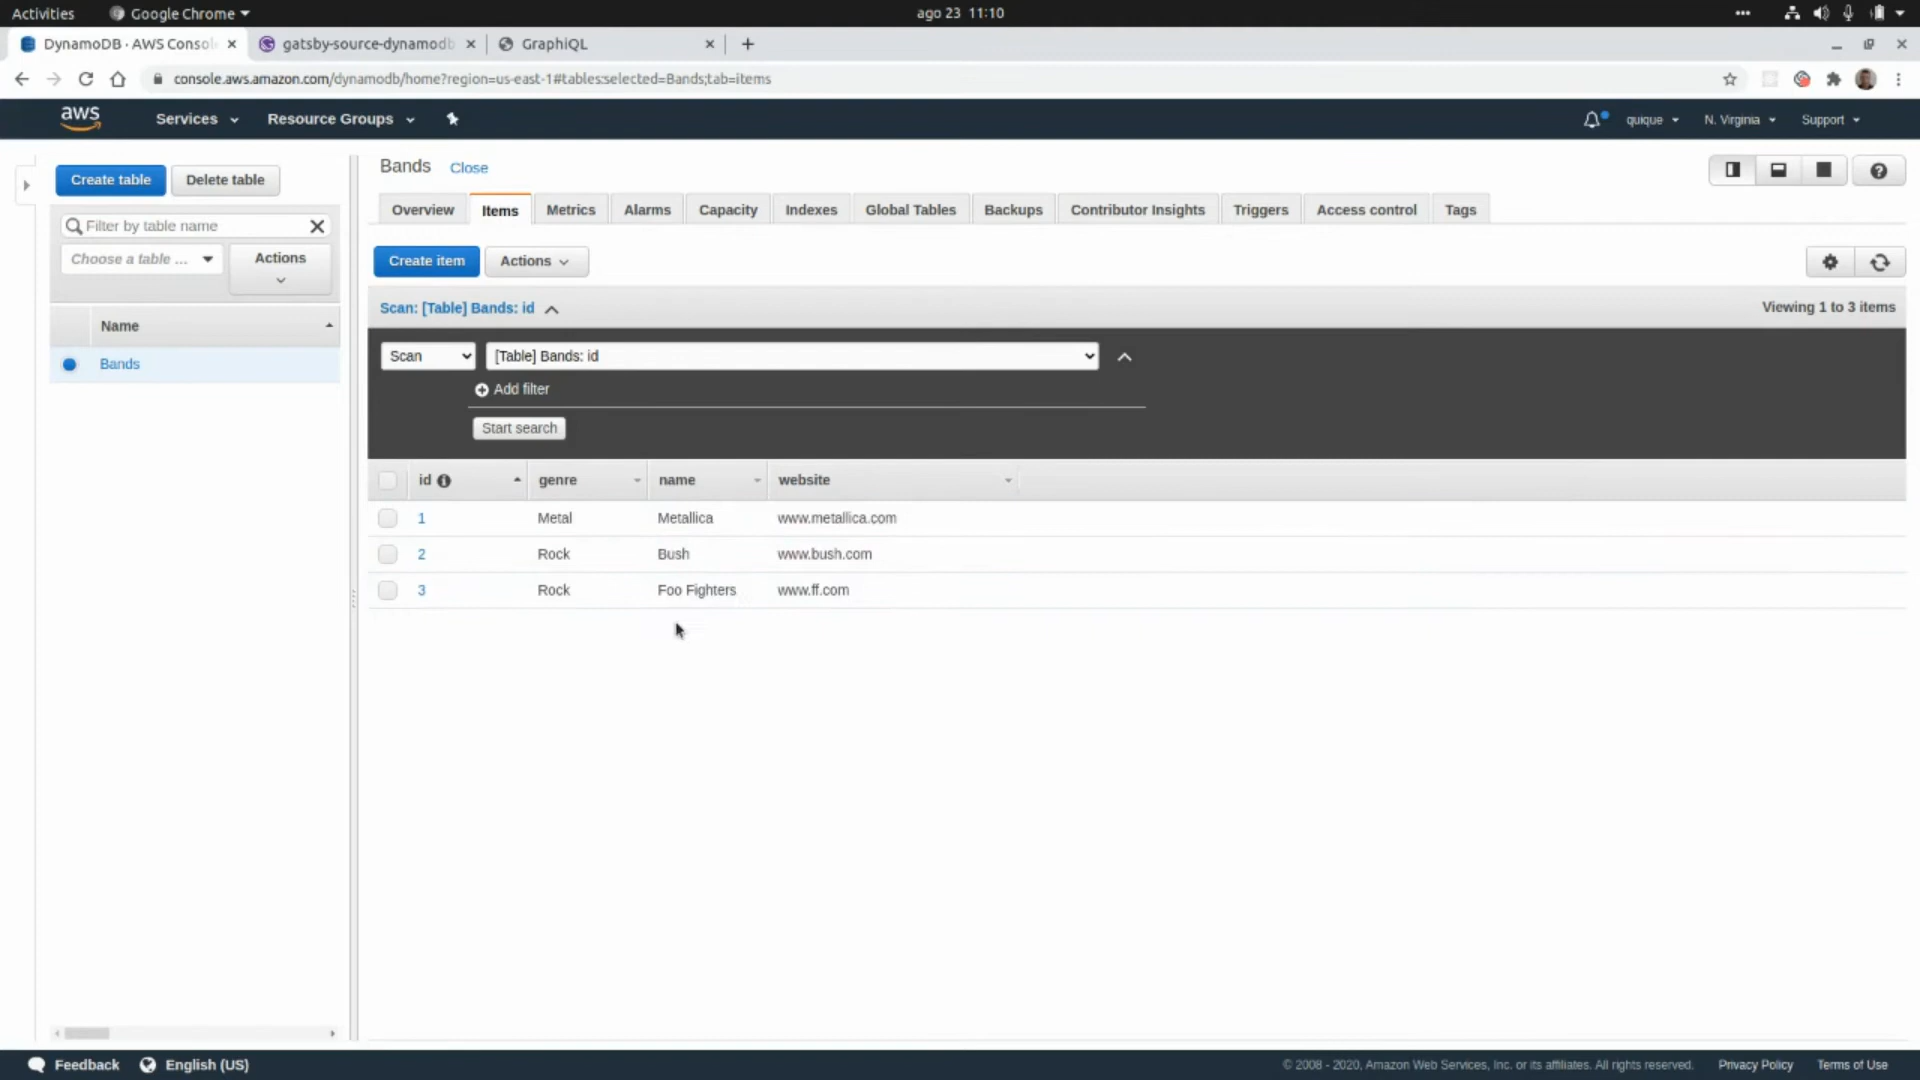 Activities Google Chrome ago 23 11:10
DynamoDB · AWS Consol gatsby-source-dynamodb GraphiQL
console.aws.amazon.com/dynamodb/home?region=us-east-1#tables:selected=Bands;tab=items
aws Services Resource Groups quique N. Virginia Support
Create table Delete table
Filter by table name
Choose a table ... Actions
Name
Bands
Bands Close
Overview Items Metrics Alarms Capacity Indexes Global Tables Backups Contributor Insights Triggers Access control Tags
Create item Actions
Scan: [Table] Bands: id Viewing 1 to 3 items
Scan [Table] Bands: id
Add filter
Start search
id genre name website
1 Metal Metallica www.metallica.com
2 Rock Bush www.bush.com
3 Rock Foo Fighters www.ff.com
Feedback English (US) © 2008 - 2020, Amazon Web Services, Inc. or its affiliates. All rights reserved. Privacy Policy Terms of Use